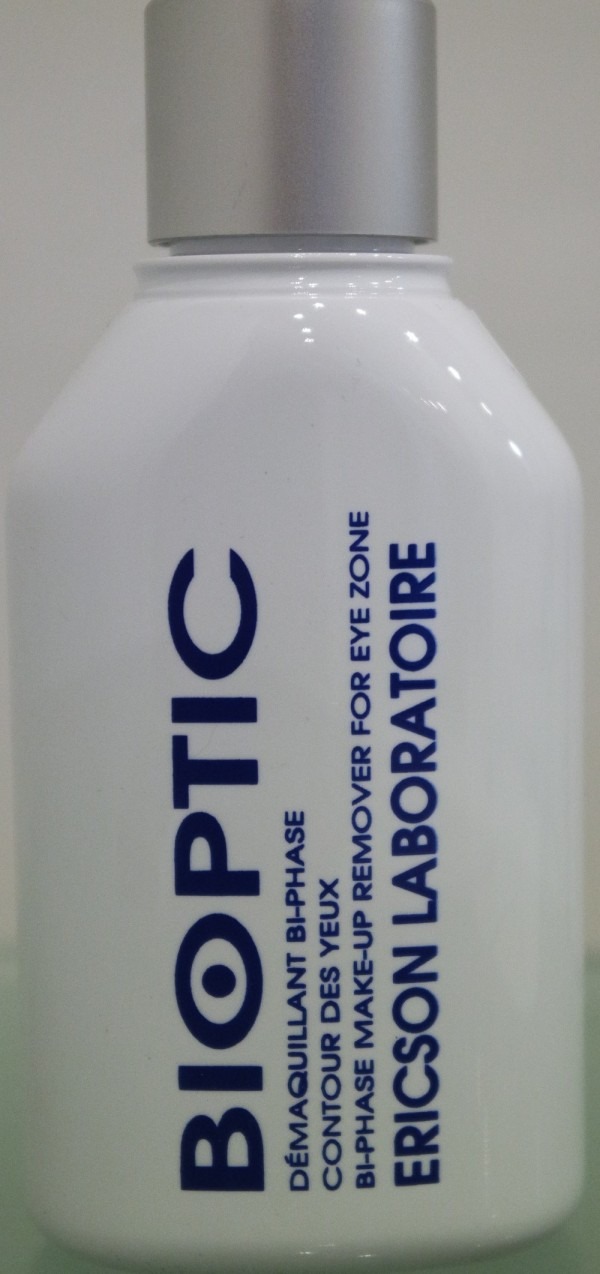 BIOPTIC
DÉMAQUILLANT BI-PHASE
CONTOUR DES YEUX
BI-PHASE MAKE-UP REMOVER FOR EYE ZONE
ERICSON LABORATOIRE